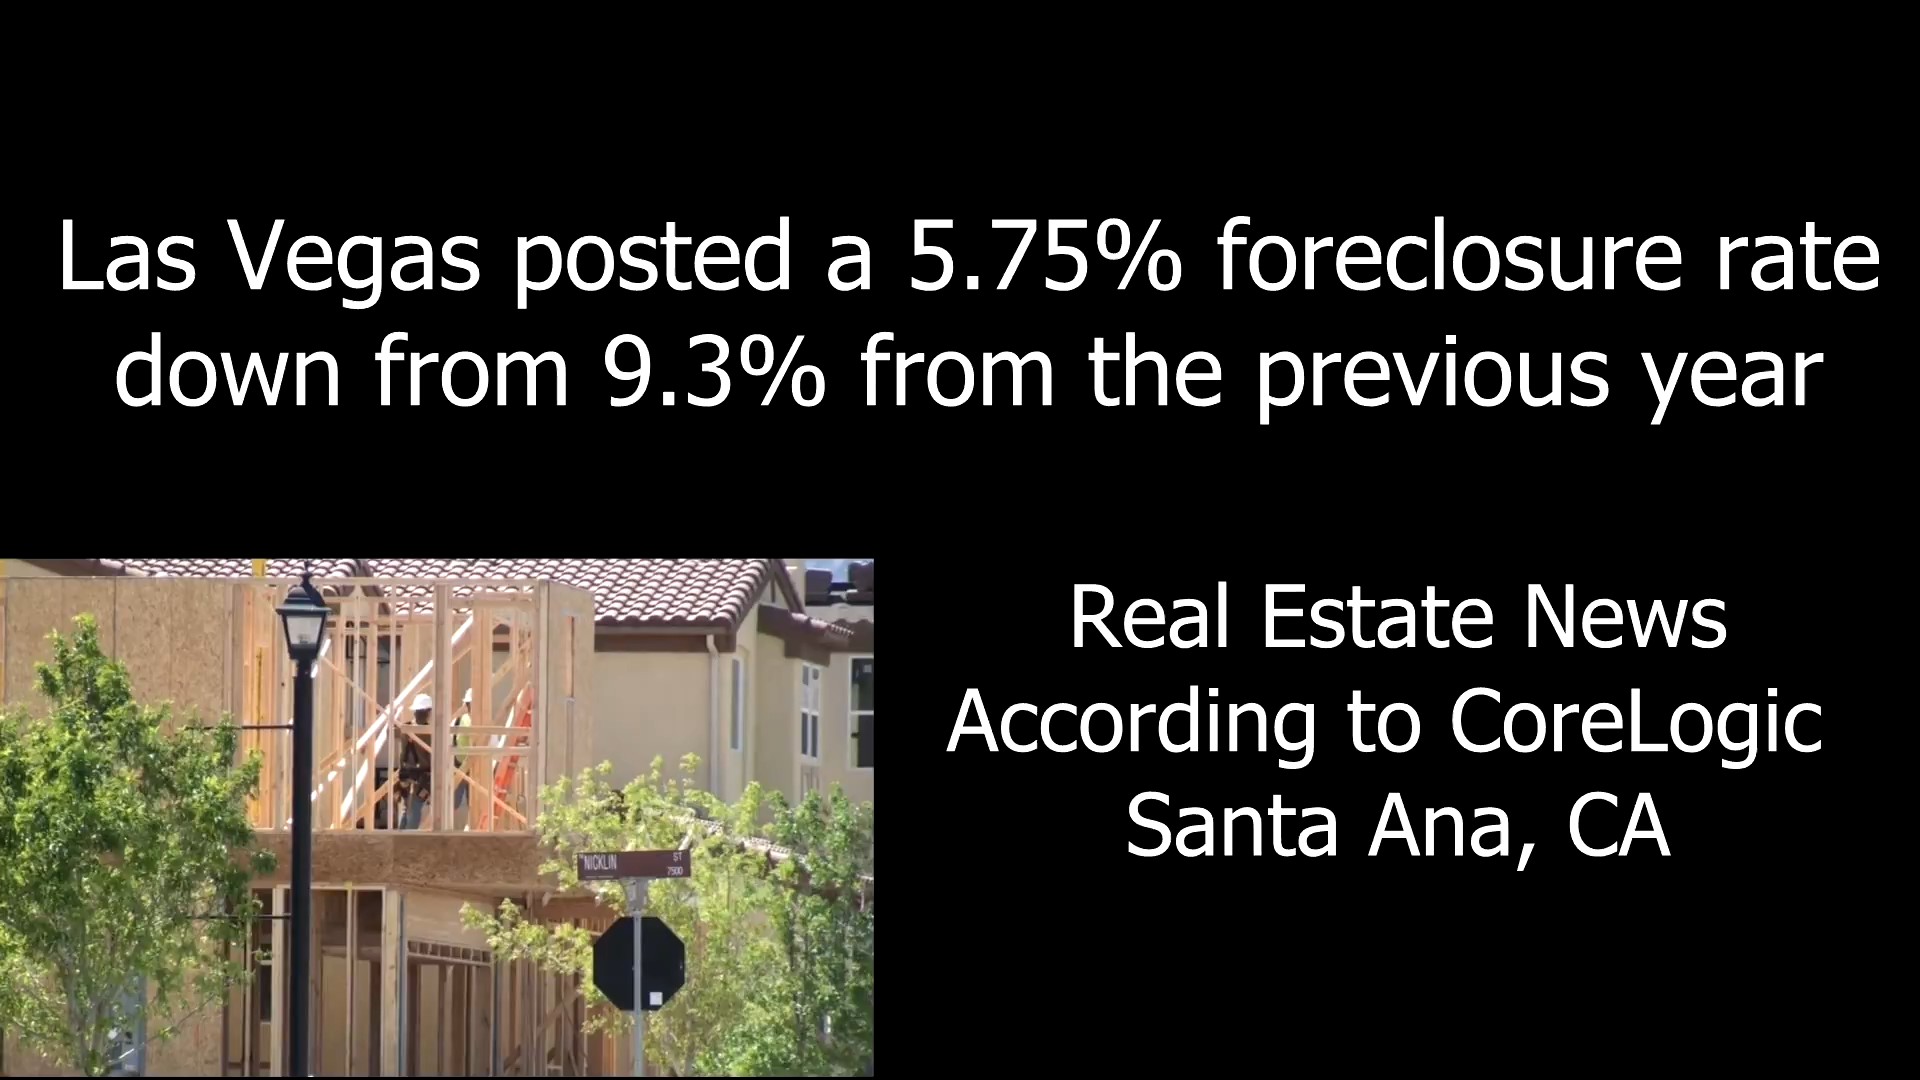 Las Vegas posted a 5.75% foreclosure rate
down from 9.3% from the previous year
Real Estate News
According to CoreLogic
Santa Ana, CA
NICKLIN ST
7500